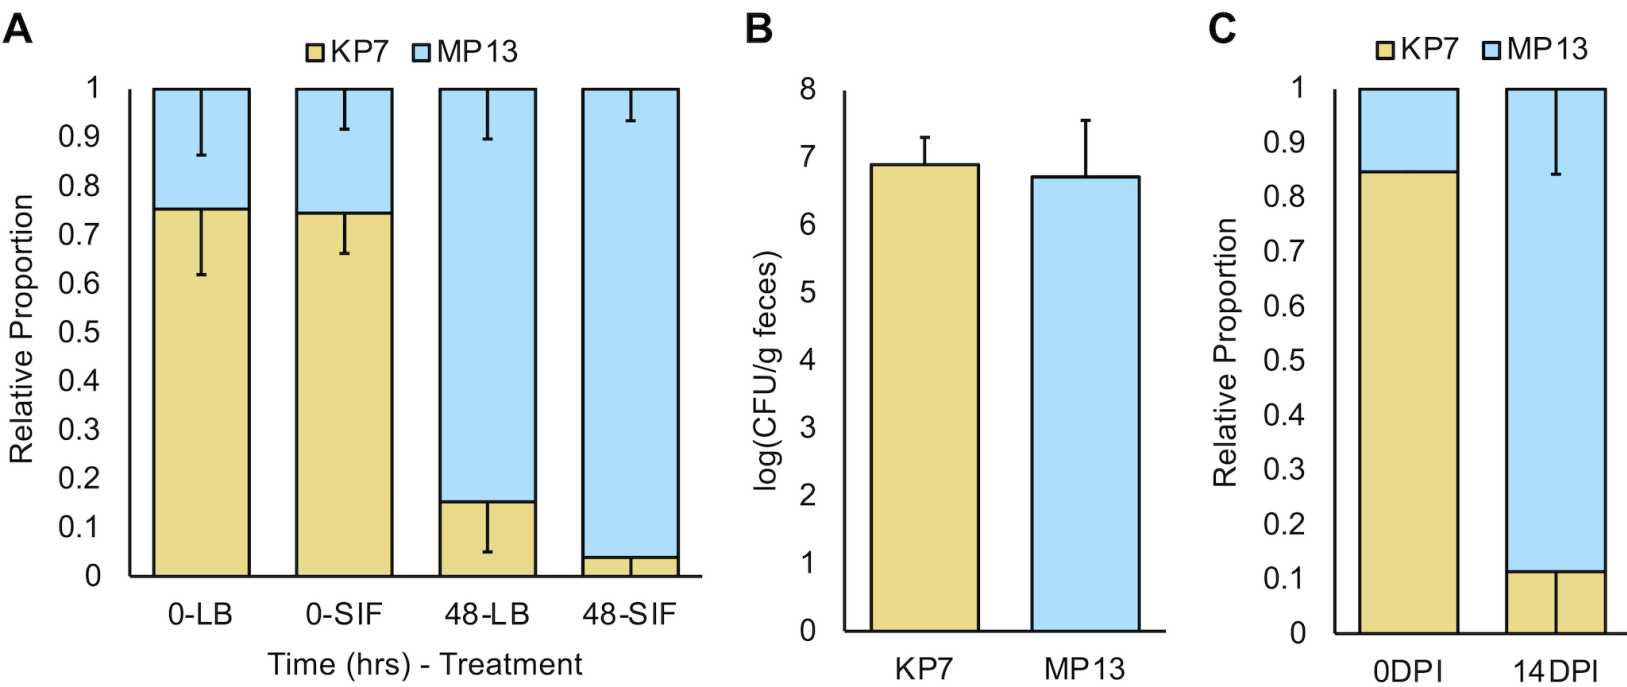 A
KP7 MP13
Relative Proportion
1
0.9
0.8
0.7
0.6
0.5
0.4
0.3
0.2
0.1
0
0-LB 0-SIF 48-LB 48-SIF
Time (hrs) - Treatment
B
log(CFU/g feces)
8
7
6
5
4
3
2
1
0
KP7 MP13
C
KP7 MP13
Relative Proportion
1
0.9
0.8
0.7
0.6
0.5
0.4
0.3
0.2
0.1
0
0DPI 14DPI